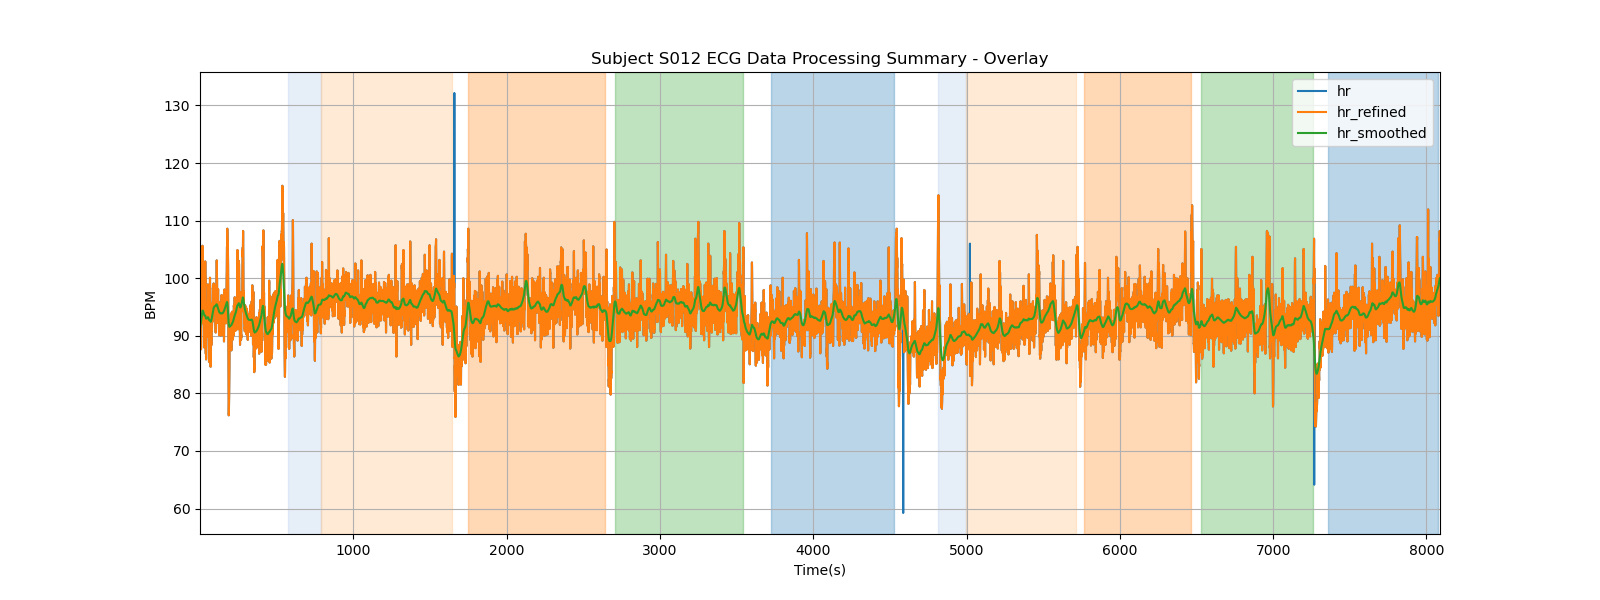 Subject S012 ECG Data Processing Summary - Overlay
hr
hr_refined
hr_smoothed
BPM
130
120
110
100
90
80
70
60
1000 2000 3000 4000 5000 6000 7000 8000
Time(s)